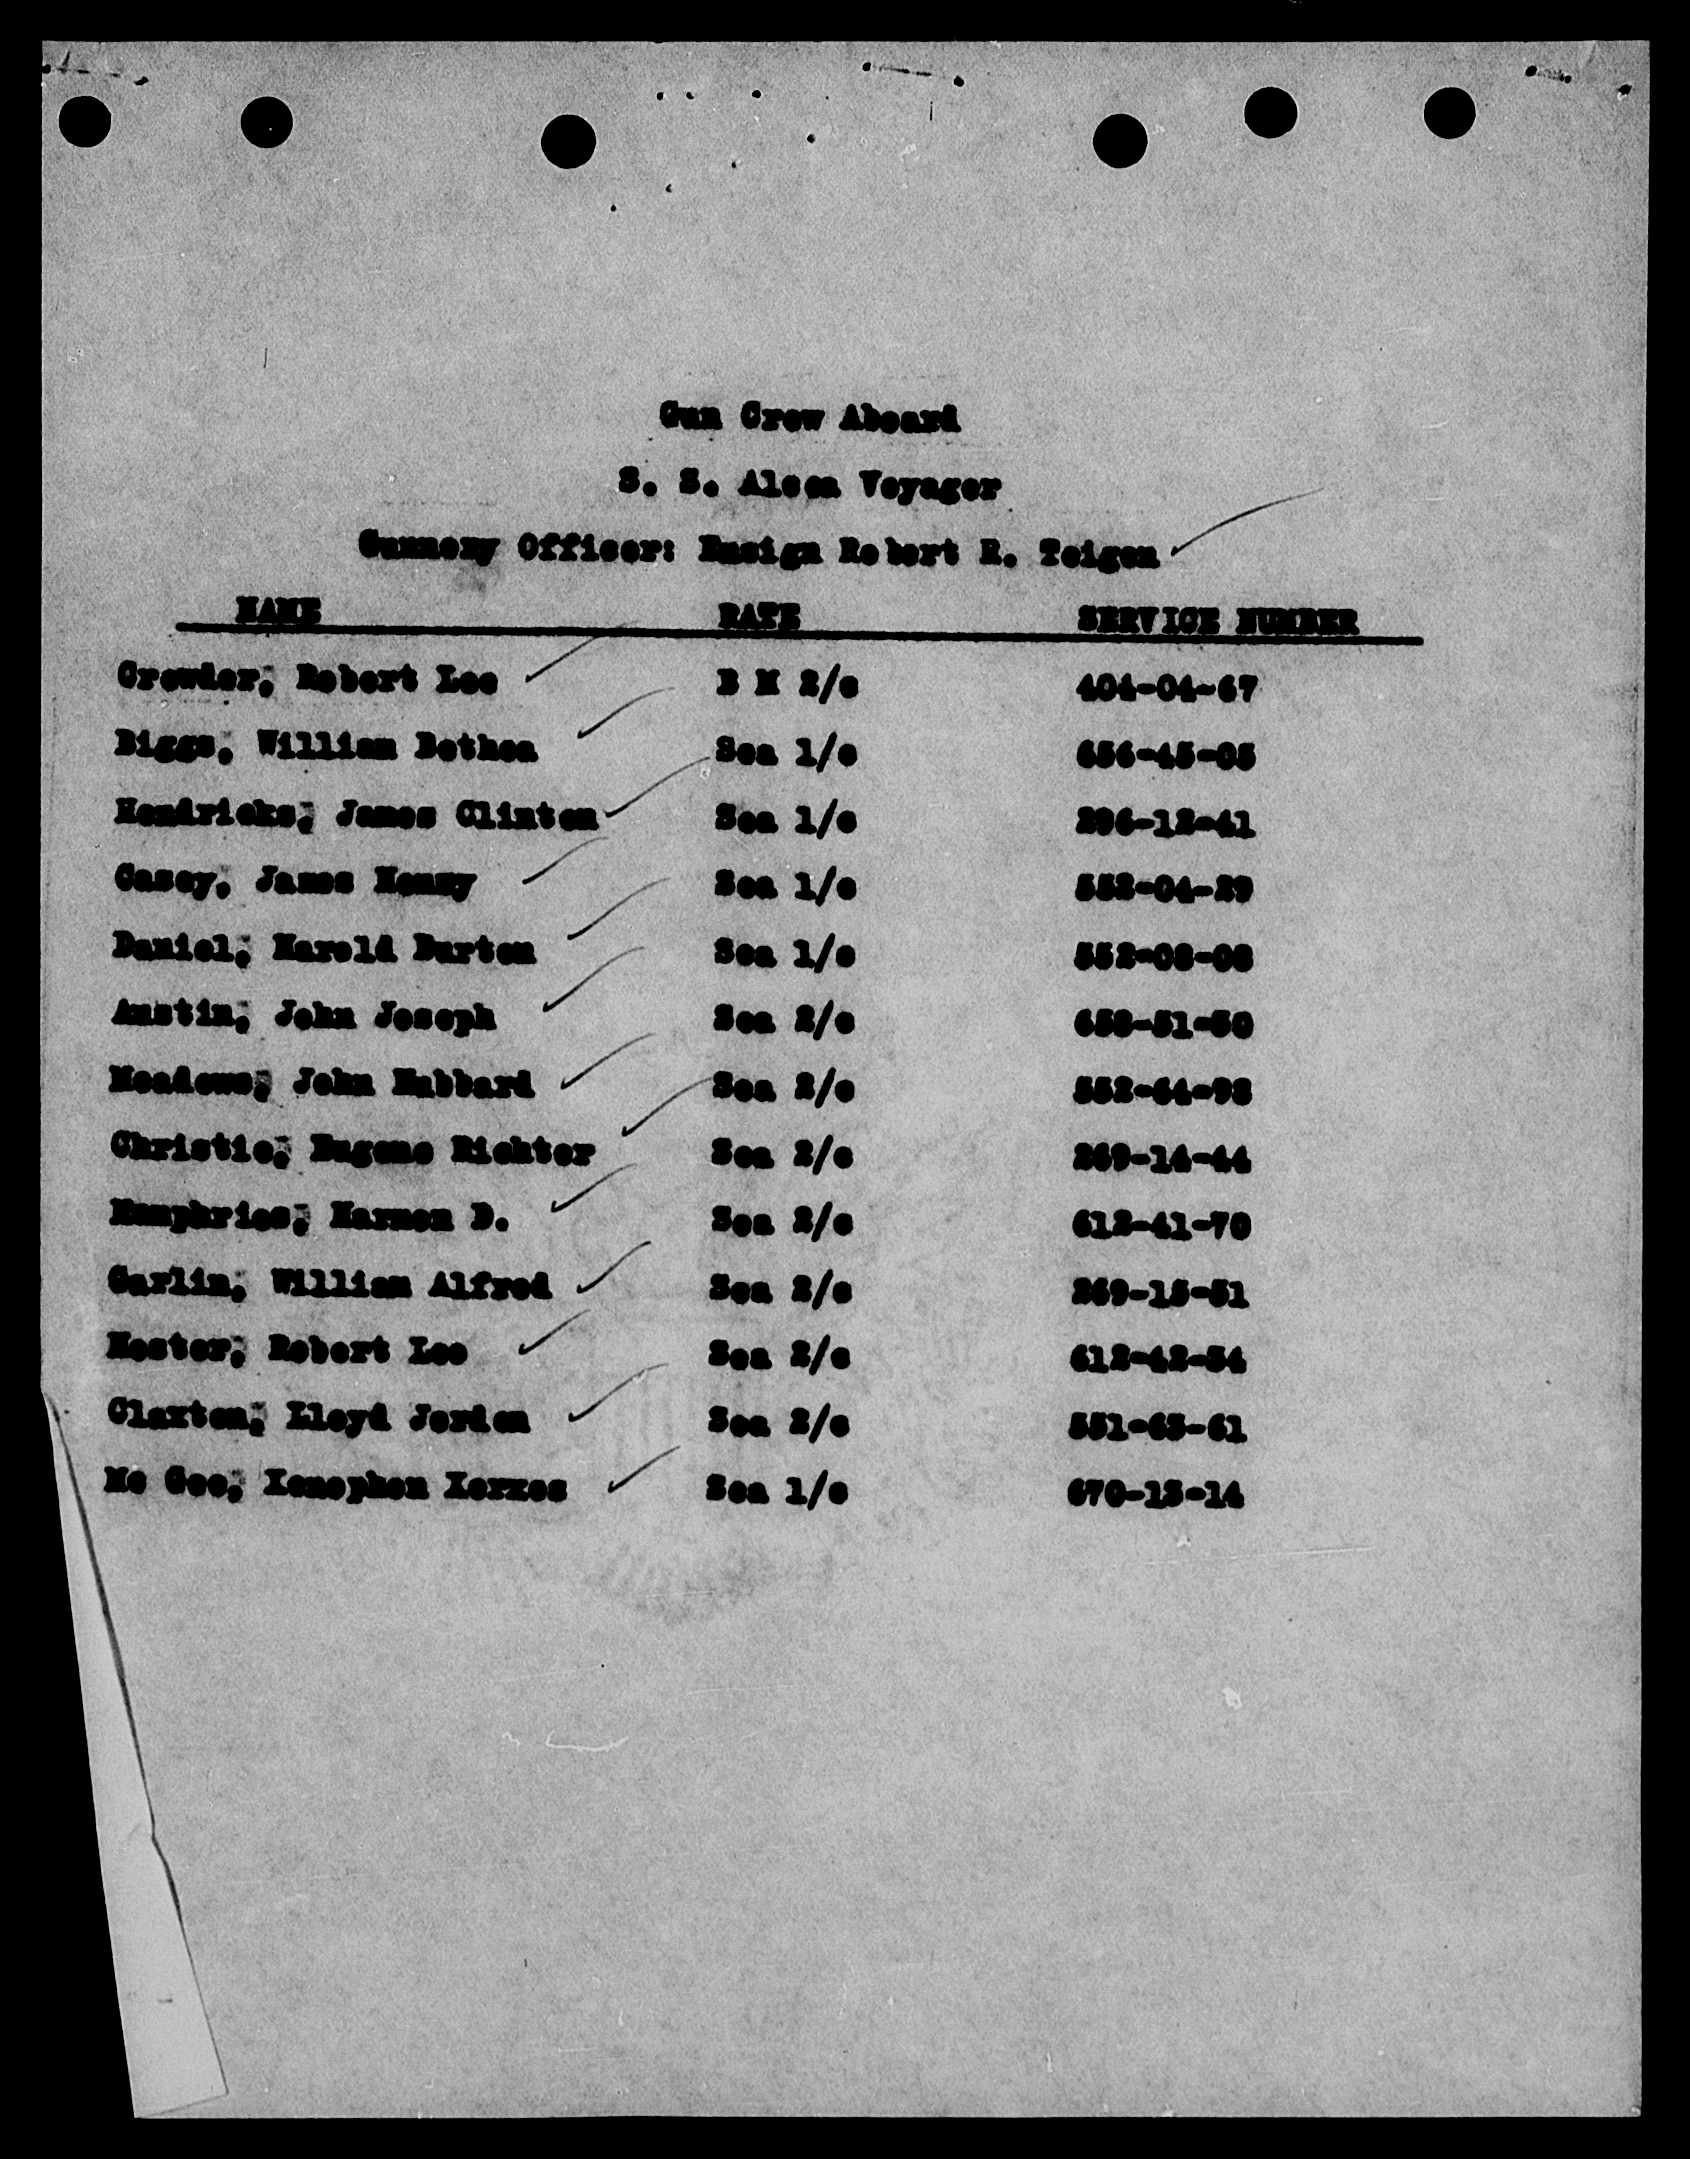 Gun Crew Aboard
S. S. Alcoa Voyager
Gunnery Officer: Ensign Robert R. Teigen
NAME RATE SERVICE NUMBER
Crowder, Robert Lee B M 2/c 404-04-67
Biggs, William Bethea Sea 1/c 656-45-05
Hendricks, James Clinton Sea 1/c 296-12-41
Casey, James Henry Sea 1/c 552-04-29
Daniel, Harold Burton Sea 1/c 552-08-08
Austin, John Joseph Sea 2/c 658-51-50
Meadows, John Hubbard Sea 2/c 552-64-98
Christie, Eugene Richter Sea 2/c 269-14-44
Humphries, Harmon D. Sea 2/c 612-41-70
Carlin, William Alfred Sea 2/c 269-15-51
Hester, Robert Lee Sea 2/c 612-42-54
Claxton, Lloyd Jorden Sea 2/c 551-65-61
Mc Gee, Xenophon Xerxes Sea 1/c 670-15-14